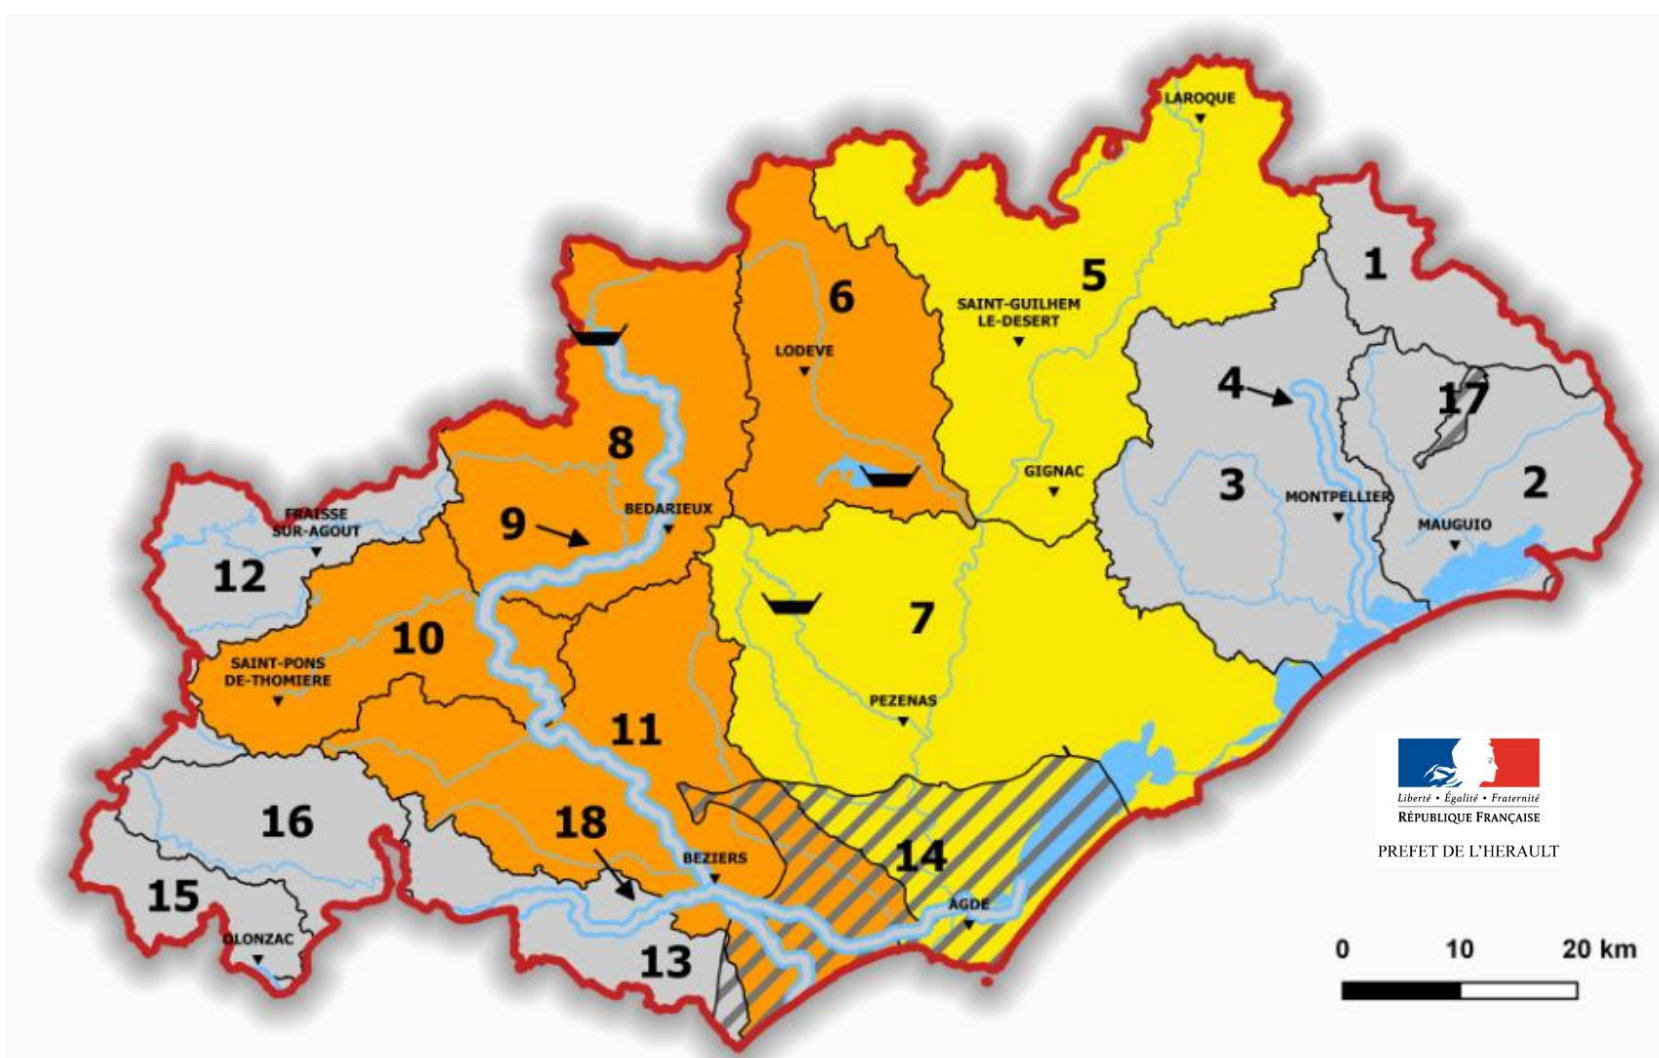 LAROQUE
1
5
6
SAINT-GUILHEM
LE-DESERT
LODEVE
4
17
8
GIGNAC
3
2
MONTPELLIER
9
BEDARIEUX
FRAISSE
SUR-AGOUT
MAUGUIO
12
7
10
SAINT-PONS
DE-THOMIERE
PEZENAS
11
Liberté • Égalité • Fraternité
RÉPUBLIQUE FRANÇAISE
PREFET DE L'HERAULT
16
18
BEZIERS
14
15
AGDE
OLONZAC
13
0 10 20 km